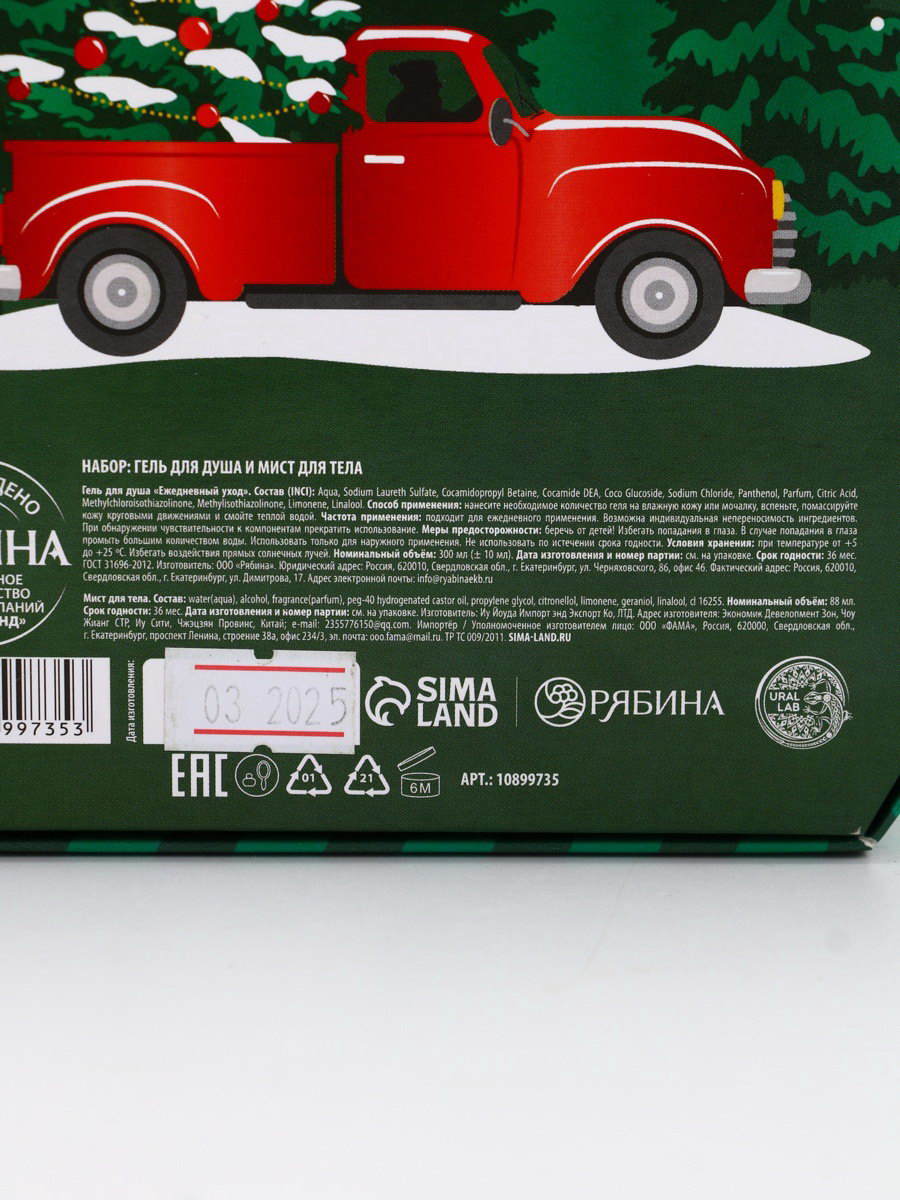 НАБОР: ГЕЛЬ ДЛЯ ДУША И МИСТ ДЛЯ ТЕЛА
Гель для душа «Ежедневный уход». Состав (INCI): Aqua, Sodium Laureth Sulfate, Cocamidopropyl Betaine, Cocamide DEA, Coco Glucoside, Sodium Chloride, Panthenol, Parfum, Citric Acid,
Methylchloroisothiazolinone, Methylisothiazolinone, Limonene, Linalool. Способ применения: нанесите необходимое количество геля на влажную кожу или мочалку, вспеньте, помассируйте
кожу круговыми движениями и смойте теплой водой. Частота применения: подходит для ежедневного применения. Возможна индивидуальная непереносимость ингредиентов.
При обнаружении чувствительности к компонентам прекратить использование. Меры предосторожности: беречь от детей! Избегать попадания в глаза. В случае попадания в глаза
промыть большим количеством воды. Использовать только для наружного применения. Не использовать по истечении срока годности. Условия хранения: при температуре от +5
до +25 ºC. Избегать воздействия прямых солнечных лучей. Номинальный объём: 300 мл (± 10 мл). Дата изготовления и номер партии: см. на упаковке. Срок годности: 36 мес.
ГОСТ 31696-2012. Изготовитель: ООО «Рябина». Юридический адрес: Россия, 620010, Свердловская обл., г. Екатеринбург, ул. Черняховского, 86, офис 46. Фактический адрес: Россия, 620010,
Свердловская обл., г. Екатеринбург, ул. Димитрова, 17. Адрес электронной почты: info@ryabinaekb.ru
Мист для тела. Состав: water(aqua), alcohol, fragrance(parfum), peg-40 hydrogenated castor oil, propylene glycol, citronellol, limonene, geraniol, linalool, cl 16255. Номинальный объем: 88 мл.
Срок годности: 36 мес. Дата изготовления и номер партии: см. на упаковке. Изготовитель: Иу Йоуда Импорт энд Экспорт Ко, ЛТД. Адрес изготовителя: Экономик Девелопмент Зон, Чоу
Жианг СТР, Иу Сити, Чжэцзян Провинс, Китай; e-mail: 2355776150@qq.com. Импортёр / Уполномоченное изготовителем лицо: ООО «ФАМА», Россия, 620000, Свердловская обл.,
г. Екатеринбург, проспект Ленина, строение 38а, офис 234/3, эл. почта: ooo.fama@mail.ru. ТР ТС 009/2011. SIMA-LAND.RU
ДЕНО
ИНА
НОЕ
СТВО
ПАНИЙ
НД»
997353
Дата изготовления:
03 2025
SIMA
LAND
РЯБИНА
URAL
LAB
EAC
01
21
6M
АРТ.: 10899735